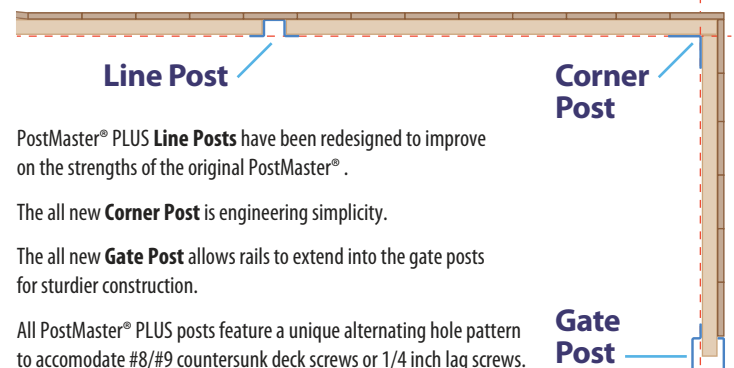 Line Post
Corner
Post
PostMaster® PLUS Line Posts have been redesigned to improve
on the strengths of the original PostMaster® .
The all new Corner Post is engineering simplicity.
The all new Gate Post allows rails to extend into the gate posts
for sturdier construction.
All PostMaster® PLUS posts feature a unique alternating hole pattern
to accomodate #8/#9 countersunk deck screws or 1/4 inch lag screws.
Gate
Post